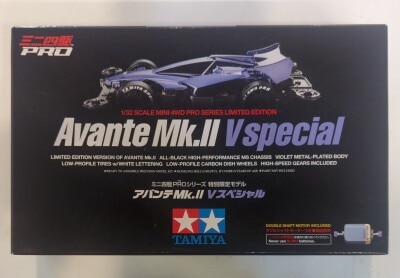 ミニ四駆
PRO
1/32 SCALE MINI 4WD PRO SERIES LIMITED EDITION
Avante Mk.II V special
LIMITED EDITION VERSION OF AVANTE Mk.II ALL-BLACK HIGH-PERFORMANCE MS CHASSIS VIOLET METAL-PLATED BODY
LOW-PROFILE TIRES w/WHITE LETTERING LOW-PROFILE CARBON DISH WHEELS HIGH-SPEED GEARS INCLUDED
ミニ四駆PROシリーズ 特別限定モデル
アバンテMk.II Vスペシャル
TAMIYA
DOUBLE SHAFT MOTOR INCLUDED
Never use batteries.